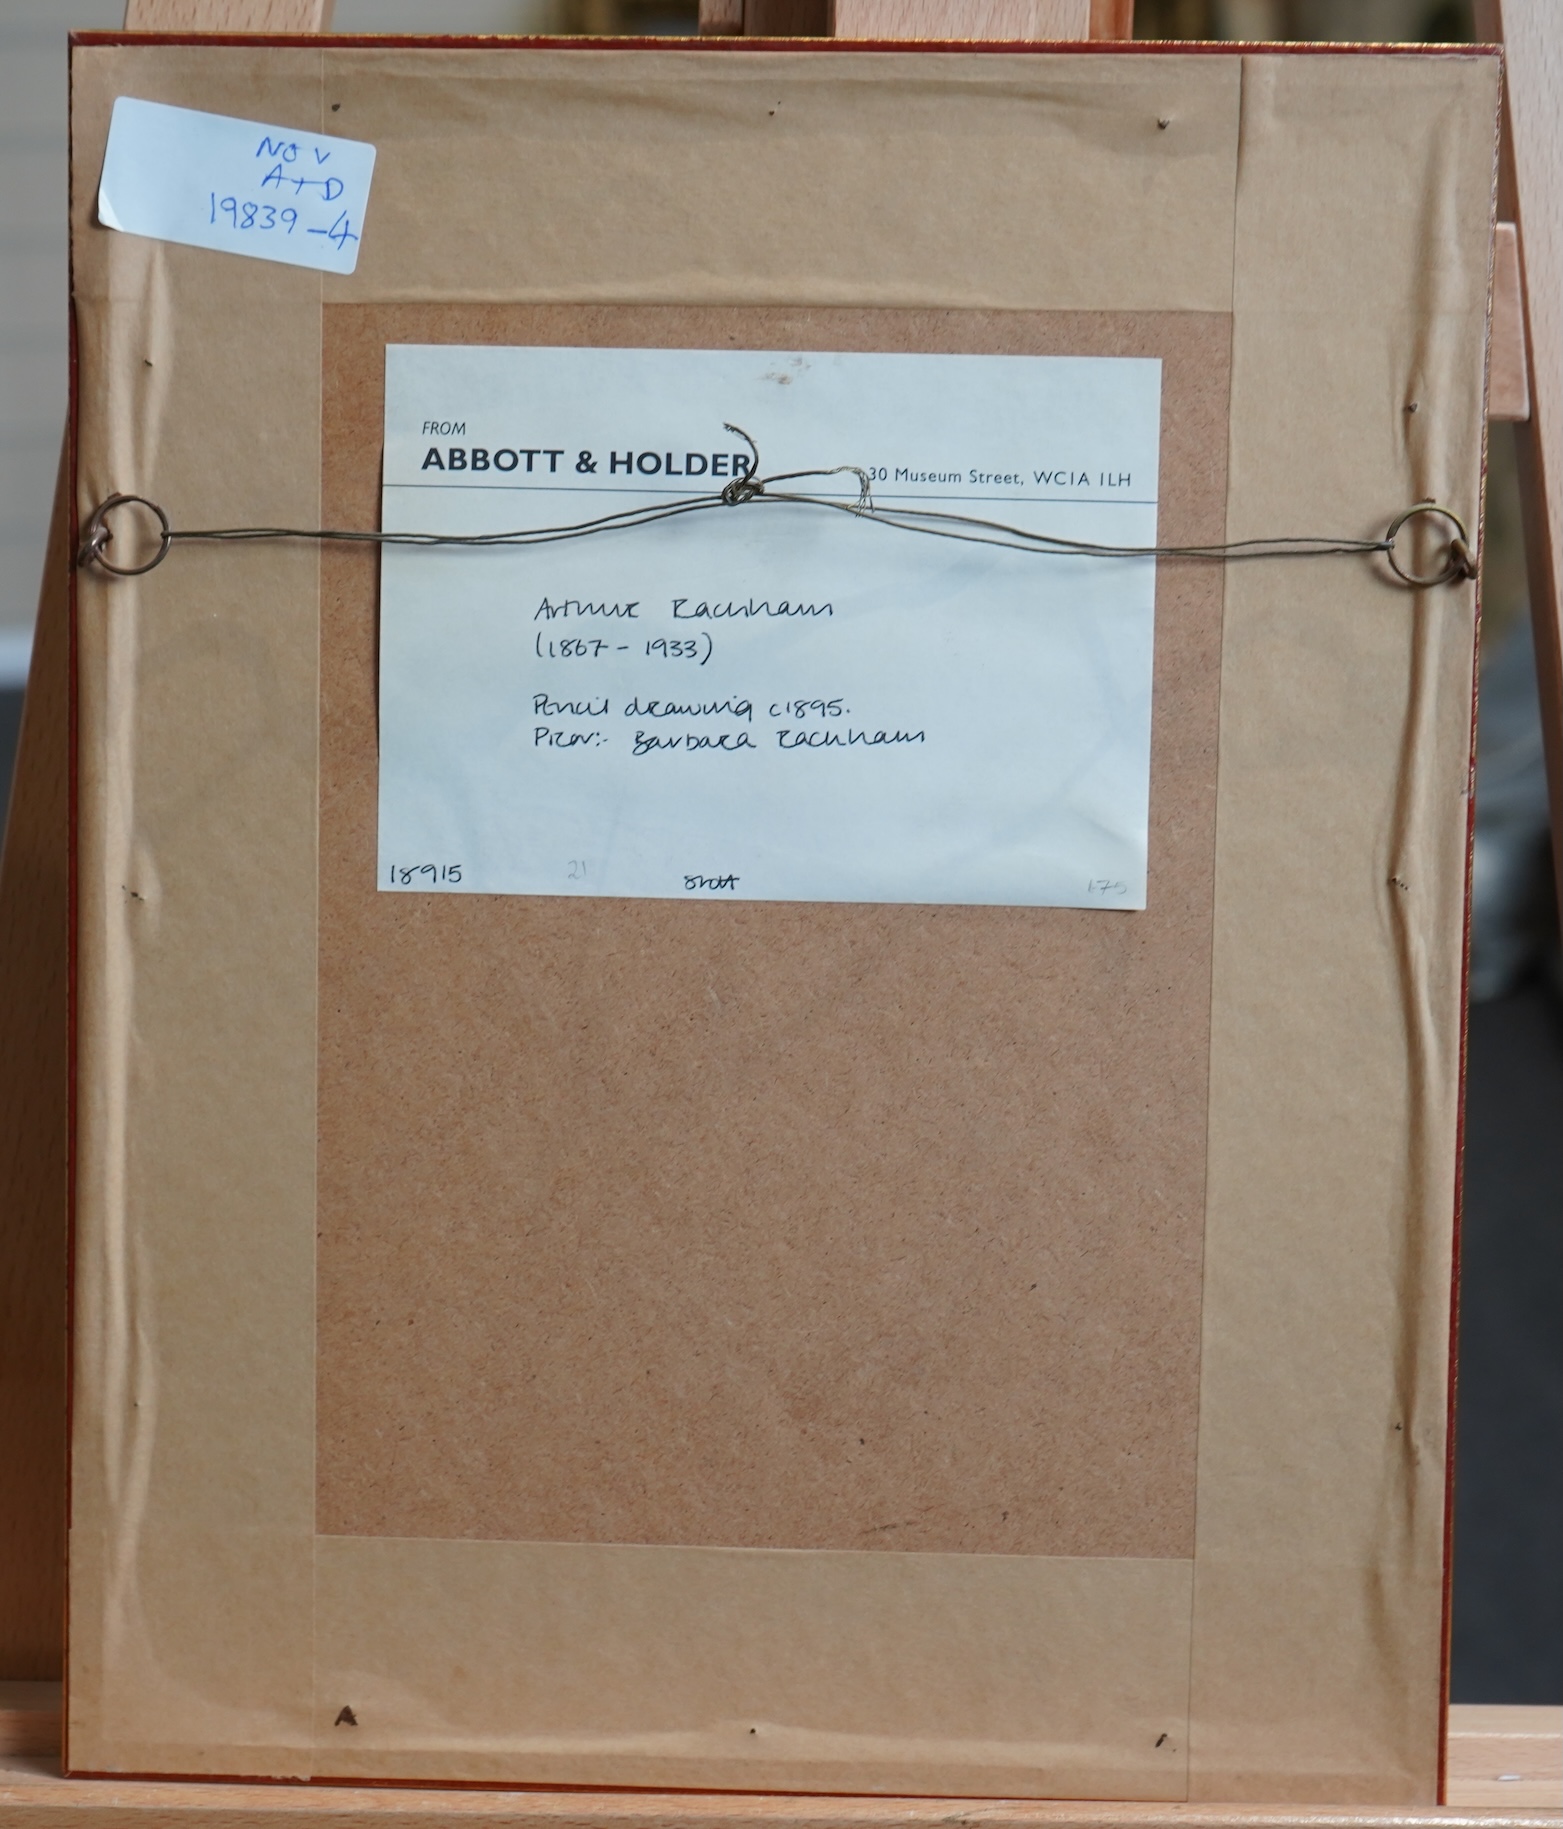 NOV
A+D
19839-4
FROM
ABBOTT & HOLDER
30 Museum Street, WC1A 1LH
Arthur Rackham
(1867 - 1933)
Pencil drawing c1895.
Prov:- Barbara Rackham
18915 21 175
A